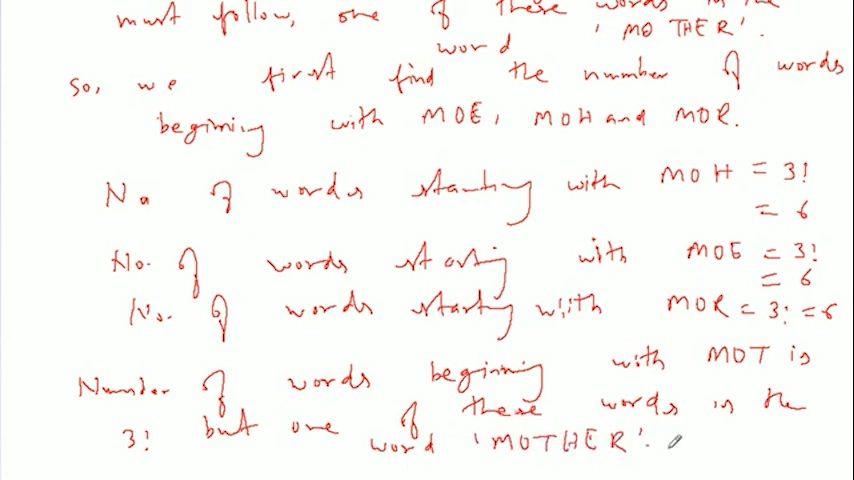 must follow, one of these words is the
word 'MOTHER'.
So, we first find the number of words
beginning with MOE, MOH and MOR.
No of words starting with MOH = 3!
= 6
No. of words starting with MOE = 3!
= 6
No. of words starting with MOR = 3! = 6
Number of words beginning with MOT is
3! but one of these words is the
word 'MOTHER'.